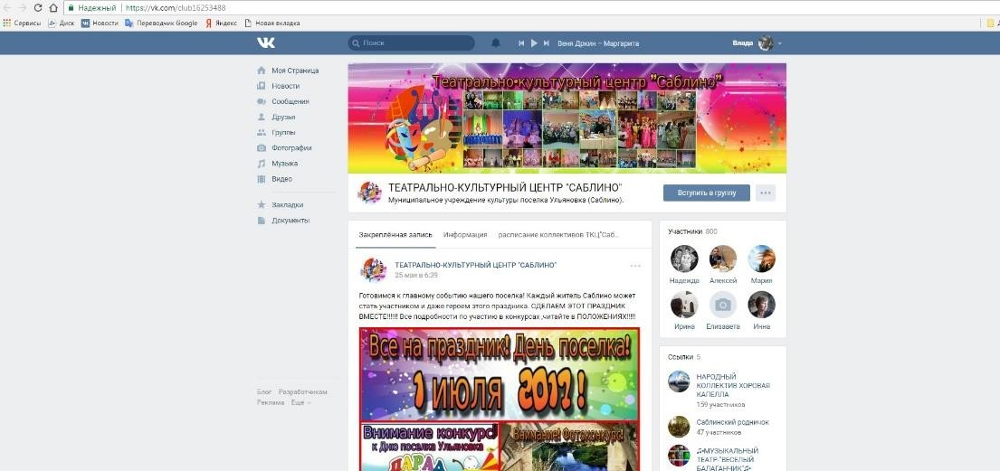 Надежный
https://vk.com/club16253488
Сервисы Диск Новости Переводчик Google Яндекс Новая вкладка
Поиск
Веня Дркин – Маргарита
Влада
Моя Страница
Новости
Сообщения
Друзья
Группы
Фотографии
Музыка
Видео
Закладки
Документы
Блог Разработчикам
Реклама Ещё
Театрально-культурный центр "Саблино"
ТЕАТРАЛЬНО-КУЛЬТУРНЫЙ ЦЕНТР "САБЛИНО"
Муниципальное учреждение культуры поселка Ульяновка (Саблино).
Вступить в группу
Закреплённая запись Информация расписание коллективов ТКЦ"Саб...
ТЕАТРАЛЬНО-КУЛЬТУРНЫЙ ЦЕНТР "САБЛИНО"
25 мая в 6:39
Готовимся к главному событию нашего поселка! Каждый житель Саблино может
стать участником и даже героем этого праздника. СДЕЛАЕМ ЭТОТ ПРАЗДНИК
ВМЕСТЕ!!!!!! Все подробности по участию в конкурсах ,читайте в ПОЛОЖЕНИЯХ!!!!!
Все на праздник! День поселка!
1 июля 2017!
Внимание конкурс!
к Дню поселка Ульяновка
ПАРАД
Внимание! Фотоконкурс!
Участники 800
Надежда Алексей Мария
Ирина Елизавета Инна
Ссылки 5
НАРОДНЫЙ
КОЛЛЕКТИВ ХОРОВАЯ
КАПЕЛЛА
159 участников
Саблинский родничок
47 участников
♫•МУЗЫКАЛЬНЫЙ
ТЕАТР-"ВЕСЕЛЫЙ
БАЛАГАНЧИК"♫•